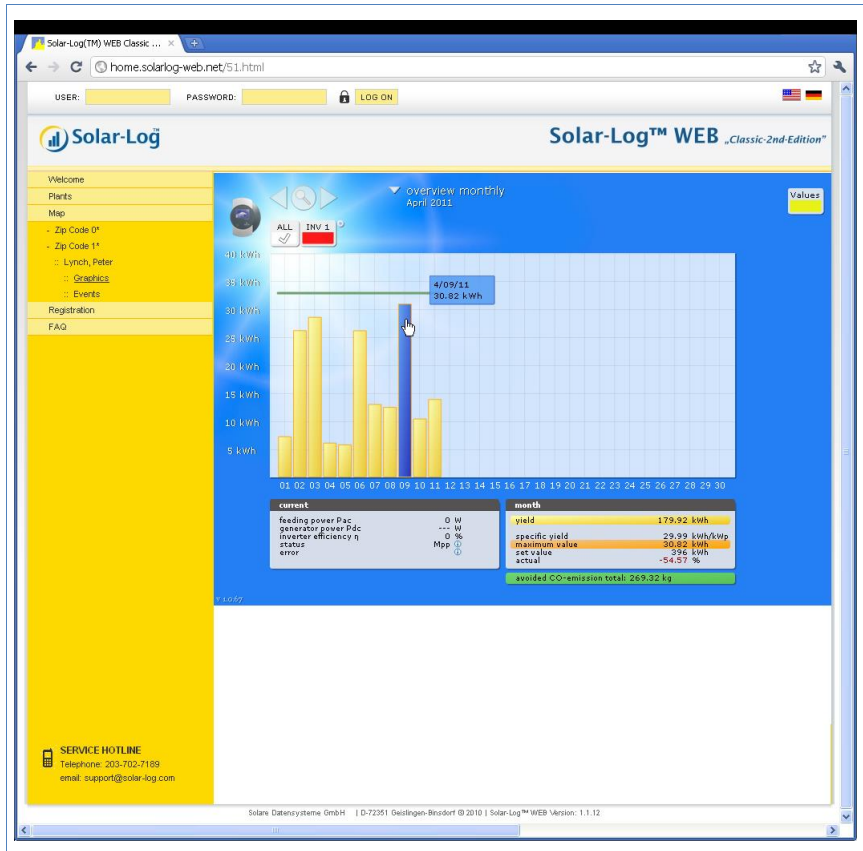 Solar-Log(TM) WEB Classic ...
home.solarlog-web.net/51.html
USER: PASSWORD: LOG ON
Solar-Log™
Solar-Log™ WEB „Classic-2nd-Edition"
Welcome
Plants
Map
- Zip Code 0*
- Zip Code 1*
:: Lynch, Peter
:: Graphics
:: Events
Registration
FAQ
overview monthly
April 2011
Values
ALL INV 1
40 kWh
35 kWh
30 kWh
25 kWh
20 kWh
15 kWh
10 kWh
5 kWh
4/09/11
30.82 kWh
01 02 03 04 05 06 07 08 09 10 11 12 13 14 15 16 17 18 19 20 21 22 23 24 25 26 27 28 29 30
current
feeding power Pac 0 W
generator power Pdc --- W
inverter efficiency η 0 %
status Mpp
error
month
yield 179.92 kWh
specific yield 29.99 kWh/kWp
maximum value 30.82 kWh
set value 396 kWh
actual -54.57 %
avoided CO-emission total: 269.32 kg
V 1.0.67
SERVICE HOTLINE
Telephone: 203-702-7189
email: support@solar-log.com
Solare Datensysteme GmbH | D-72351 Geislingen-Binsdorf © 2010 | Solar-Log™ WEB Version: 1.1.12